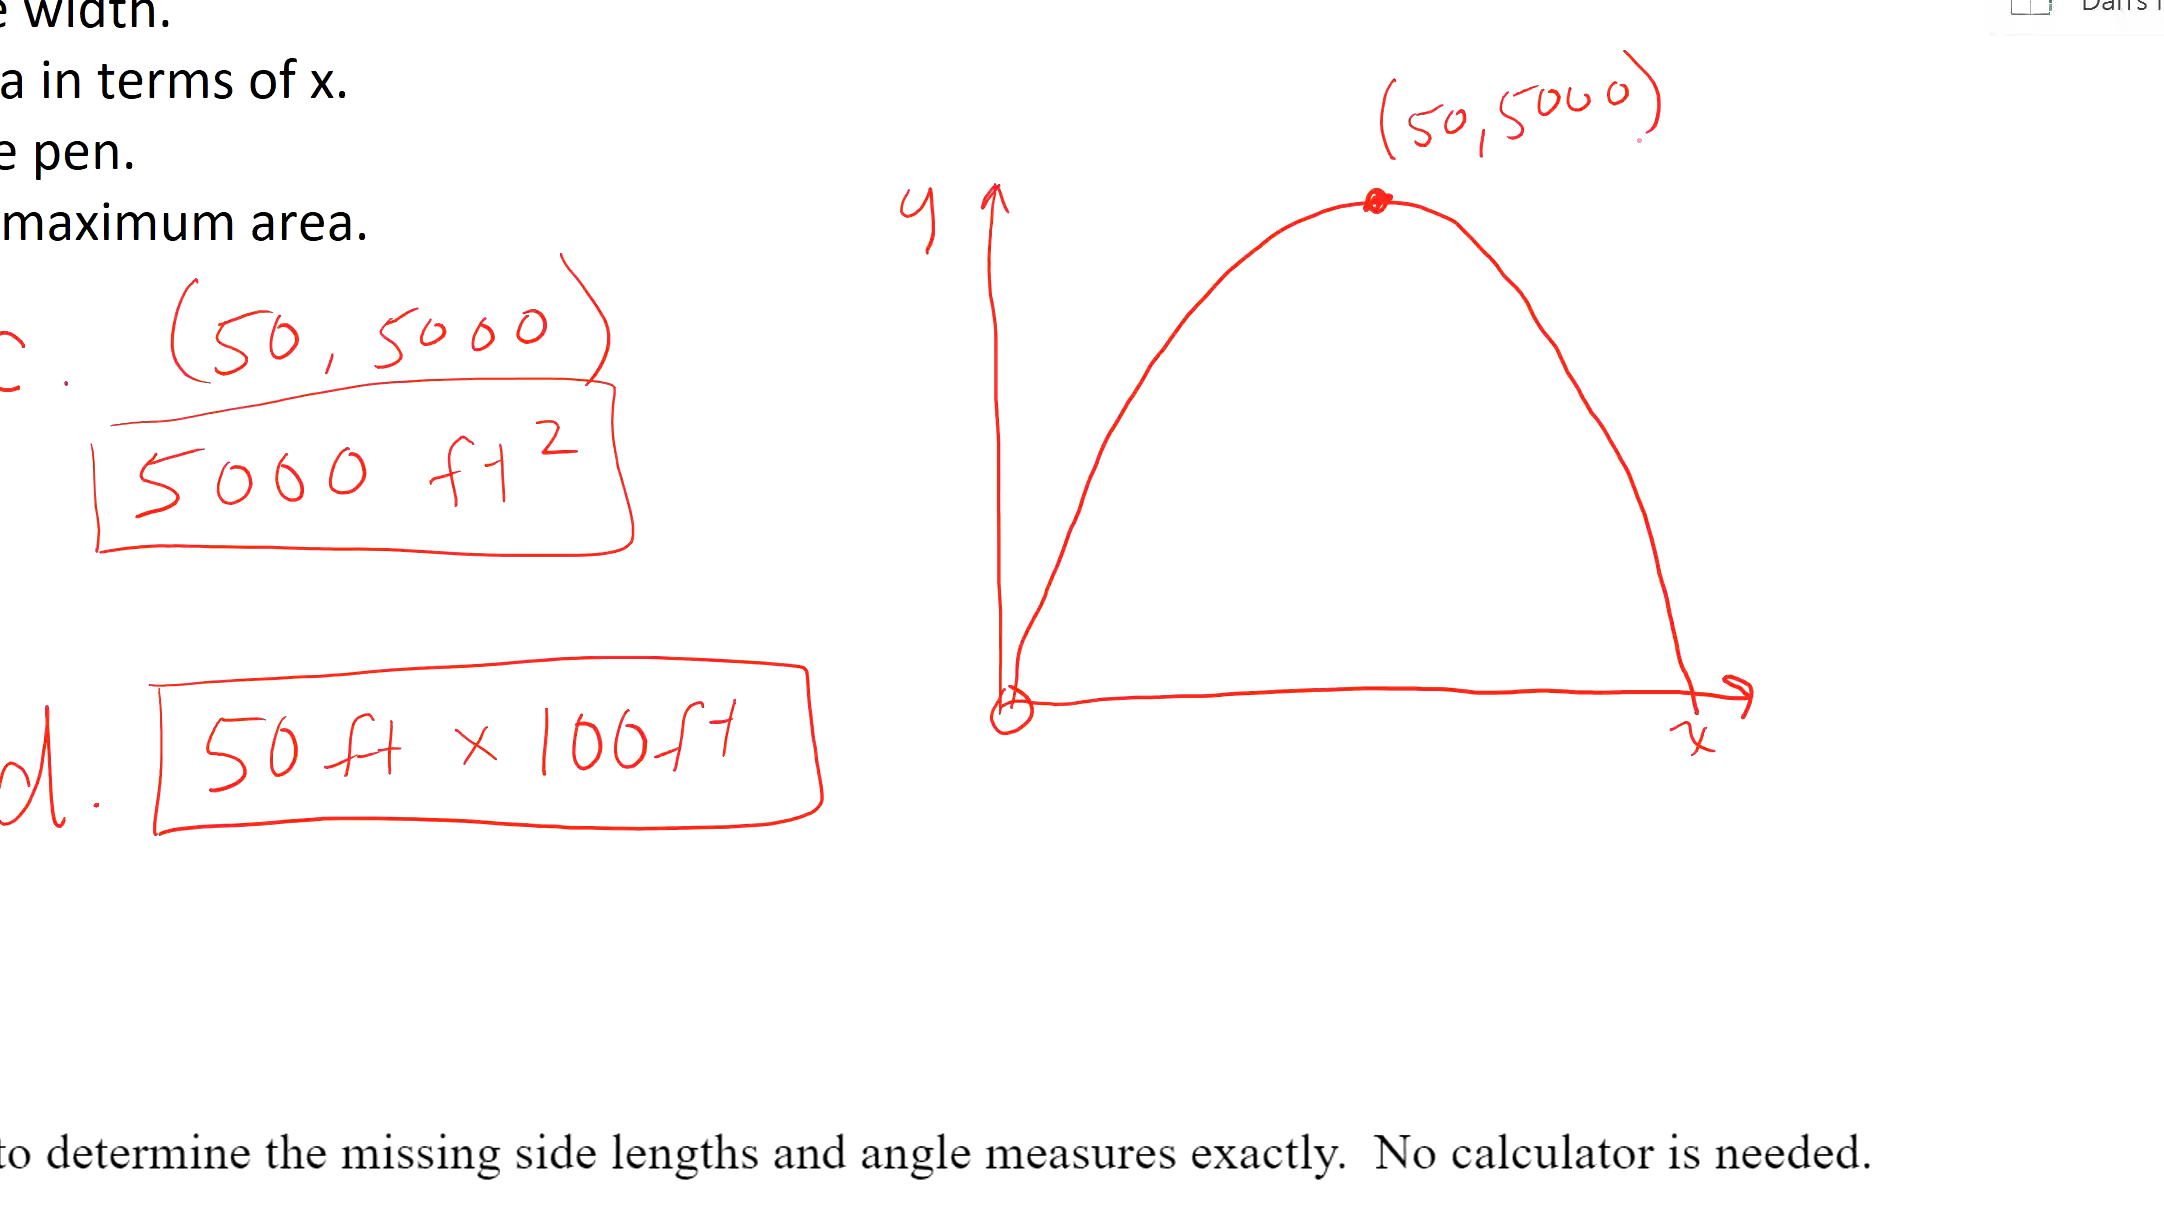 e width.
a in terms of x.
e pen.
maximum area.
c. (50, 5000)
5000 ft²
d. 50 ft x 100 ft
(50, 5000)
y
x
to determine the missing side lengths and angle measures exactly. No calculator is needed.